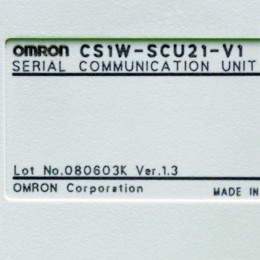 OMRON CS1W-SCU21-V1
SERIAL COMMUNICATION UNIT
Lot No.080603K Ver.1.3
OMRON Corporation MADE IN